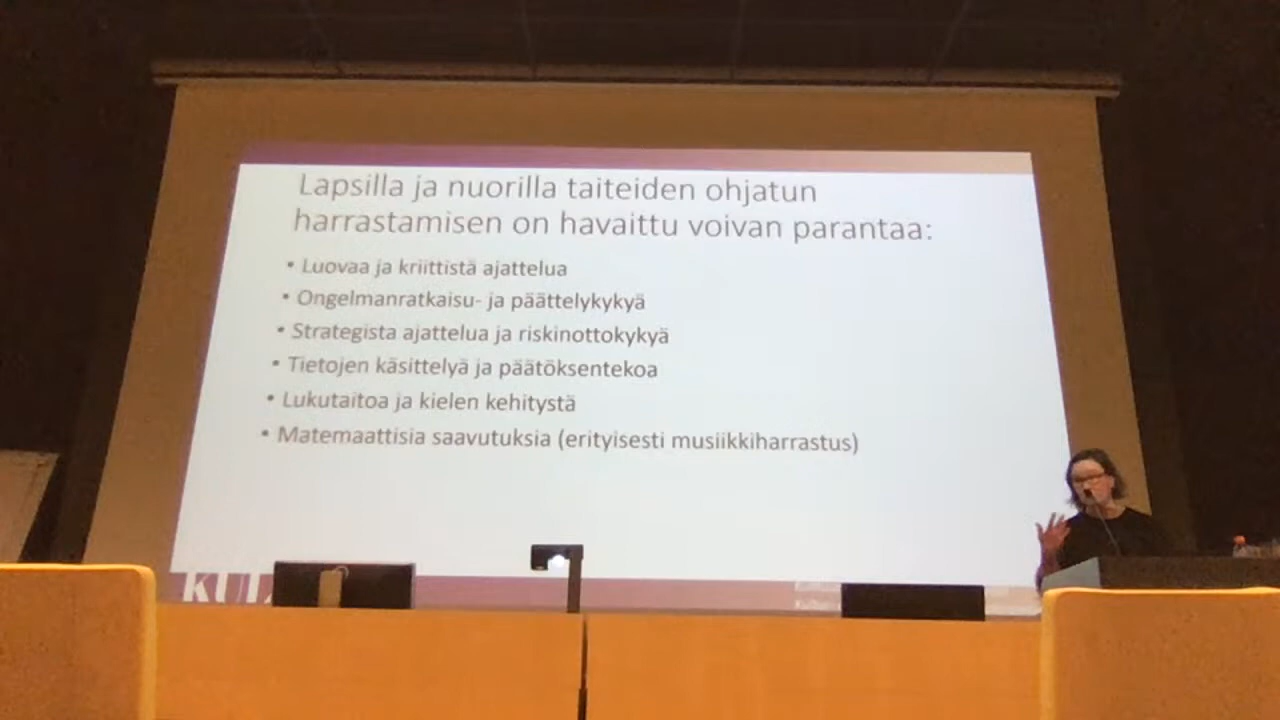 Lapsilla ja nuorilla taiteiden ohjatun
harrastamisen on havaittu voivan parantaa:
• Luovaa ja kriittistä ajattelua
• Ongelmanratkaisu- ja päättelykykyä
• Strategista ajattelua ja riskinottokykyä
• Tietojen käsittelyä ja päätöksentekoa
• Lukutaitoa ja kielen kehitystä
• Matemaattisia saavutuksia (erityisesti musiikkiharrastus)